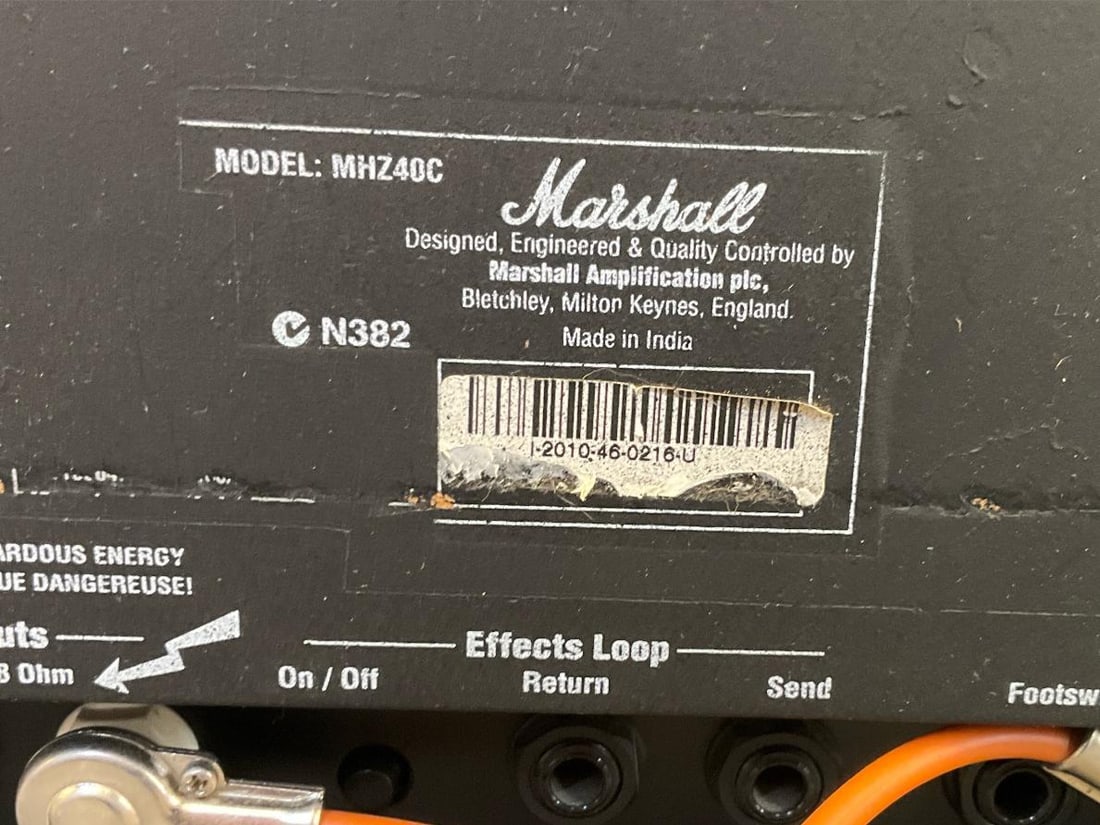 MODEL: MHZ40C
Marshall
Designed, Engineered & Quality Controlled by
Marshall Amplification plc,
Bletchley, Milton Keynes, England.
N382
Made in India
I-2010-46-0216-U
ARDOUS ENERGY
UE DANGEREUSE!
uts
8 Ohm
Effects Loop
On / Off
Return
Send
Footsw